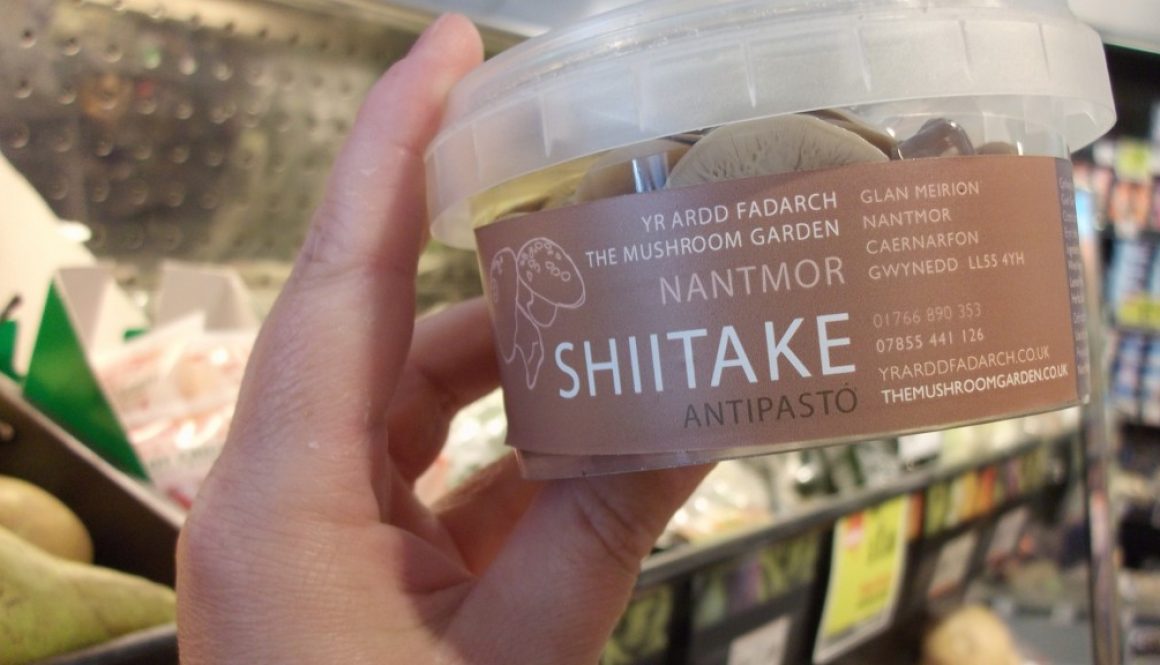 YR ARDD FADARCH
THE MUSHROOM GARDEN
NANTMOR
SHIITAKE
ANTIPASTÓ
GLAN MEIRION
NANTMOR
CAERNARFON
GWYNEDD LL55 4YH
01766 890 353
07855 441 126
YRARDDFADARCH.CO.UK
THEMUSHROOMGARDEN.CO.UK